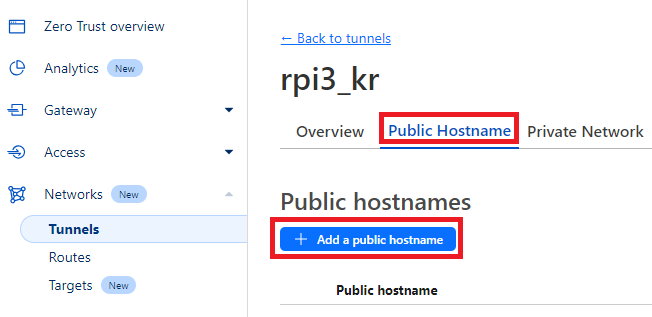 Zero Trust overview
Analytics New
Gateway
Access
Networks New
Tunnels
Routes
Targets New
← Back to tunnels
rpi3_kr
Overview Public Hostname Private Network
Public hostnames
+ Add a public hostname
Public hostname